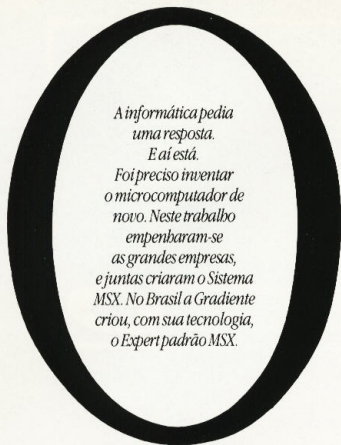 O
A informática pedia
uma resposta.
E aí está.
Foi preciso inventar
o microcomputador de
novo. Neste trabalho
empenharam-se
as grandes empresas,
e juntas criaram o Sistema
MSX. No Brasil a Gradiente
criou, com sua tecnologia,
o Expert padrão MSX.